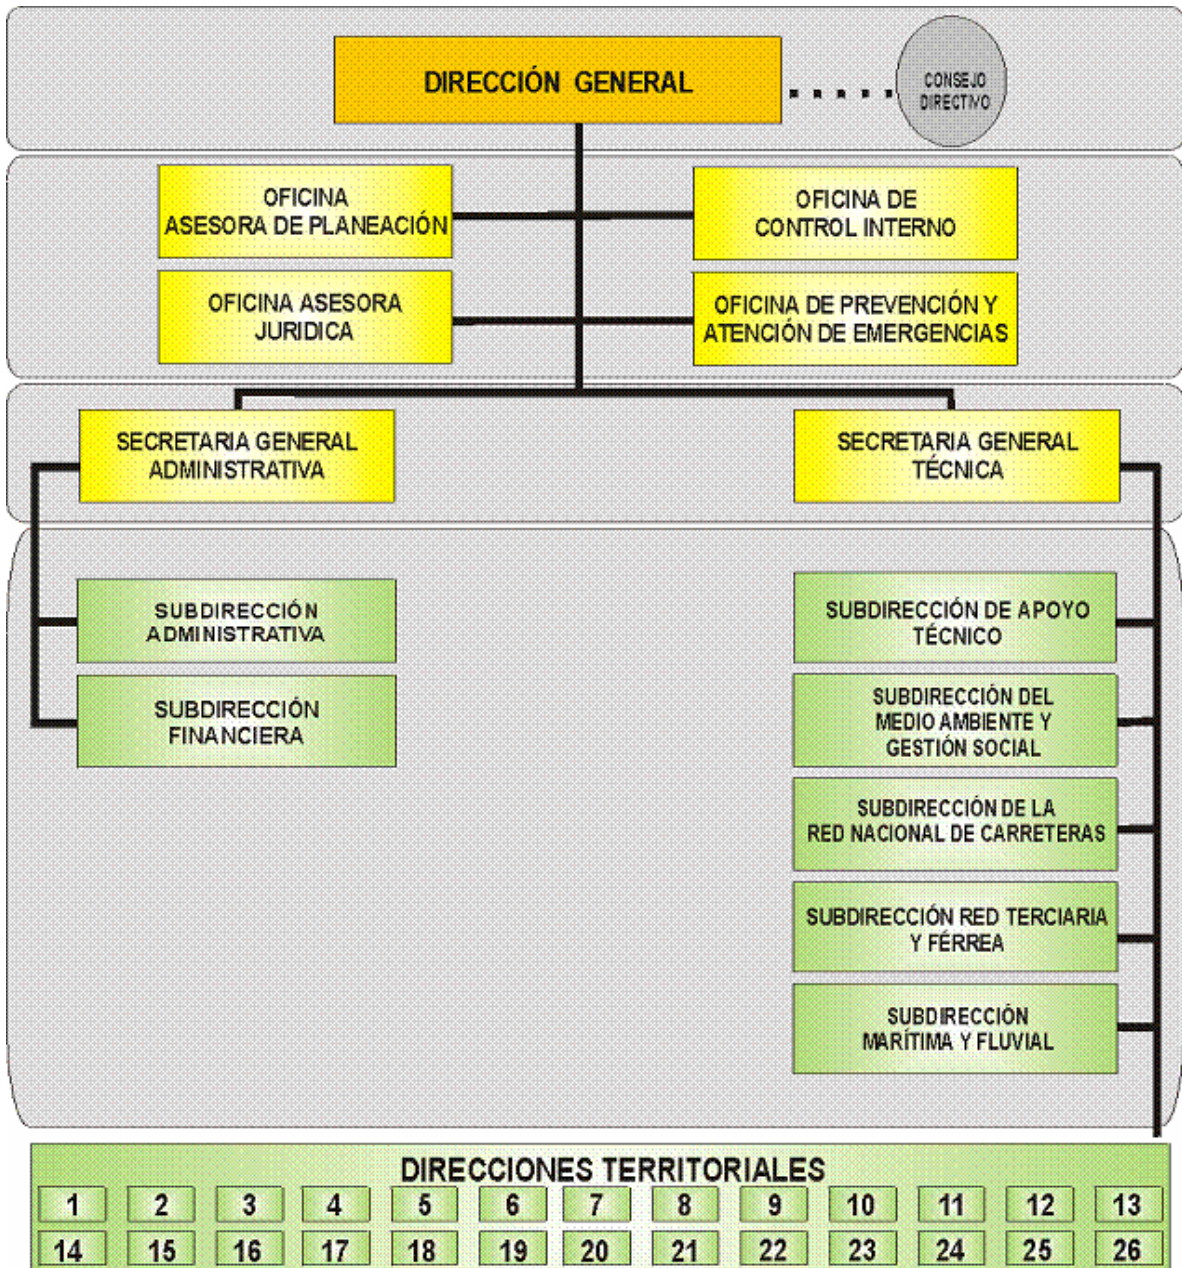 DIRECCIÓN GENERAL
CONSEJO
DIRECTIVO
OFICINA
ASESORA DE PLANEACIÓN
OFICINA DE
CONTROL INTERNO
OFICINA ASESORA
JURIDICA
OFICINA DE PREVENCIÓN Y
ATENCIÓN DE EMERGENCIAS
SECRETARIA GENERAL
ADMINISTRATIVA
SECRETARIA GENERAL
TÉCNICA
SUBDIRECCIÓN
ADMINISTRATIVA
SUBDIRECCIÓN
FINANCIERA
SUBDIRECCIÓN DE APOYO
TÉCNICO
SUBDIRECCIÓN DEL
MEDIO AMBIENTE Y
GESTIÓN SOCIAL
SUBDIRECCIÓN DE LA
RED NACIONAL DE CARRETERAS
SUBDIRECCIÓN RED TERCIARIA
Y FÉRREA
SUBDIRECCIÓN
MARÍTIMA Y FLUVIAL
DIRECCIONES TERRITORIALES
1 2 3 4 5 6 7 8 9 10 11 12 13
14 15 16 17 18 19 20 21 22 23 24 25 26